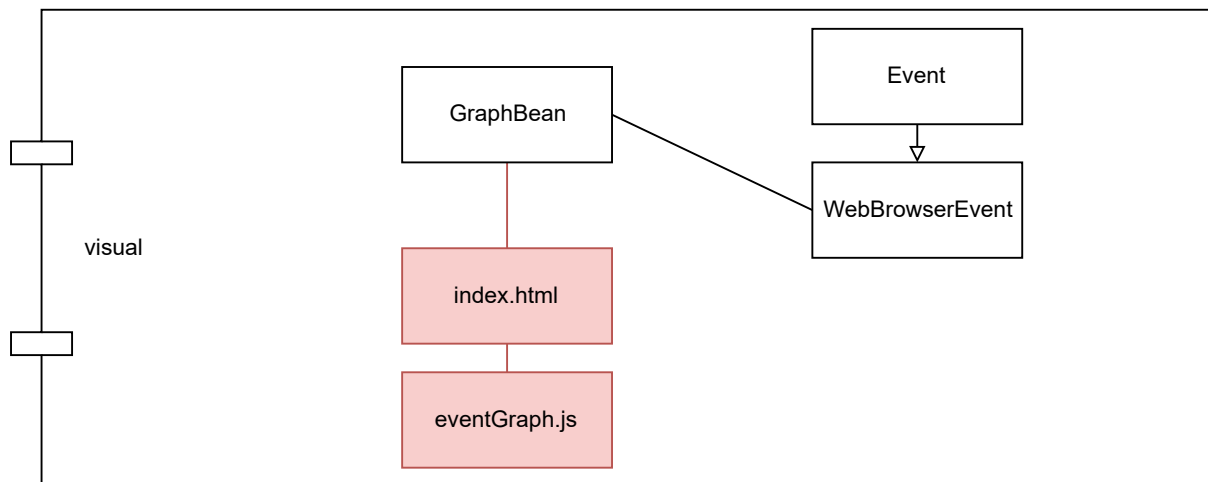 Event
GraphBean
WebBrowserEvent
visual
index.html
eventGraph.js